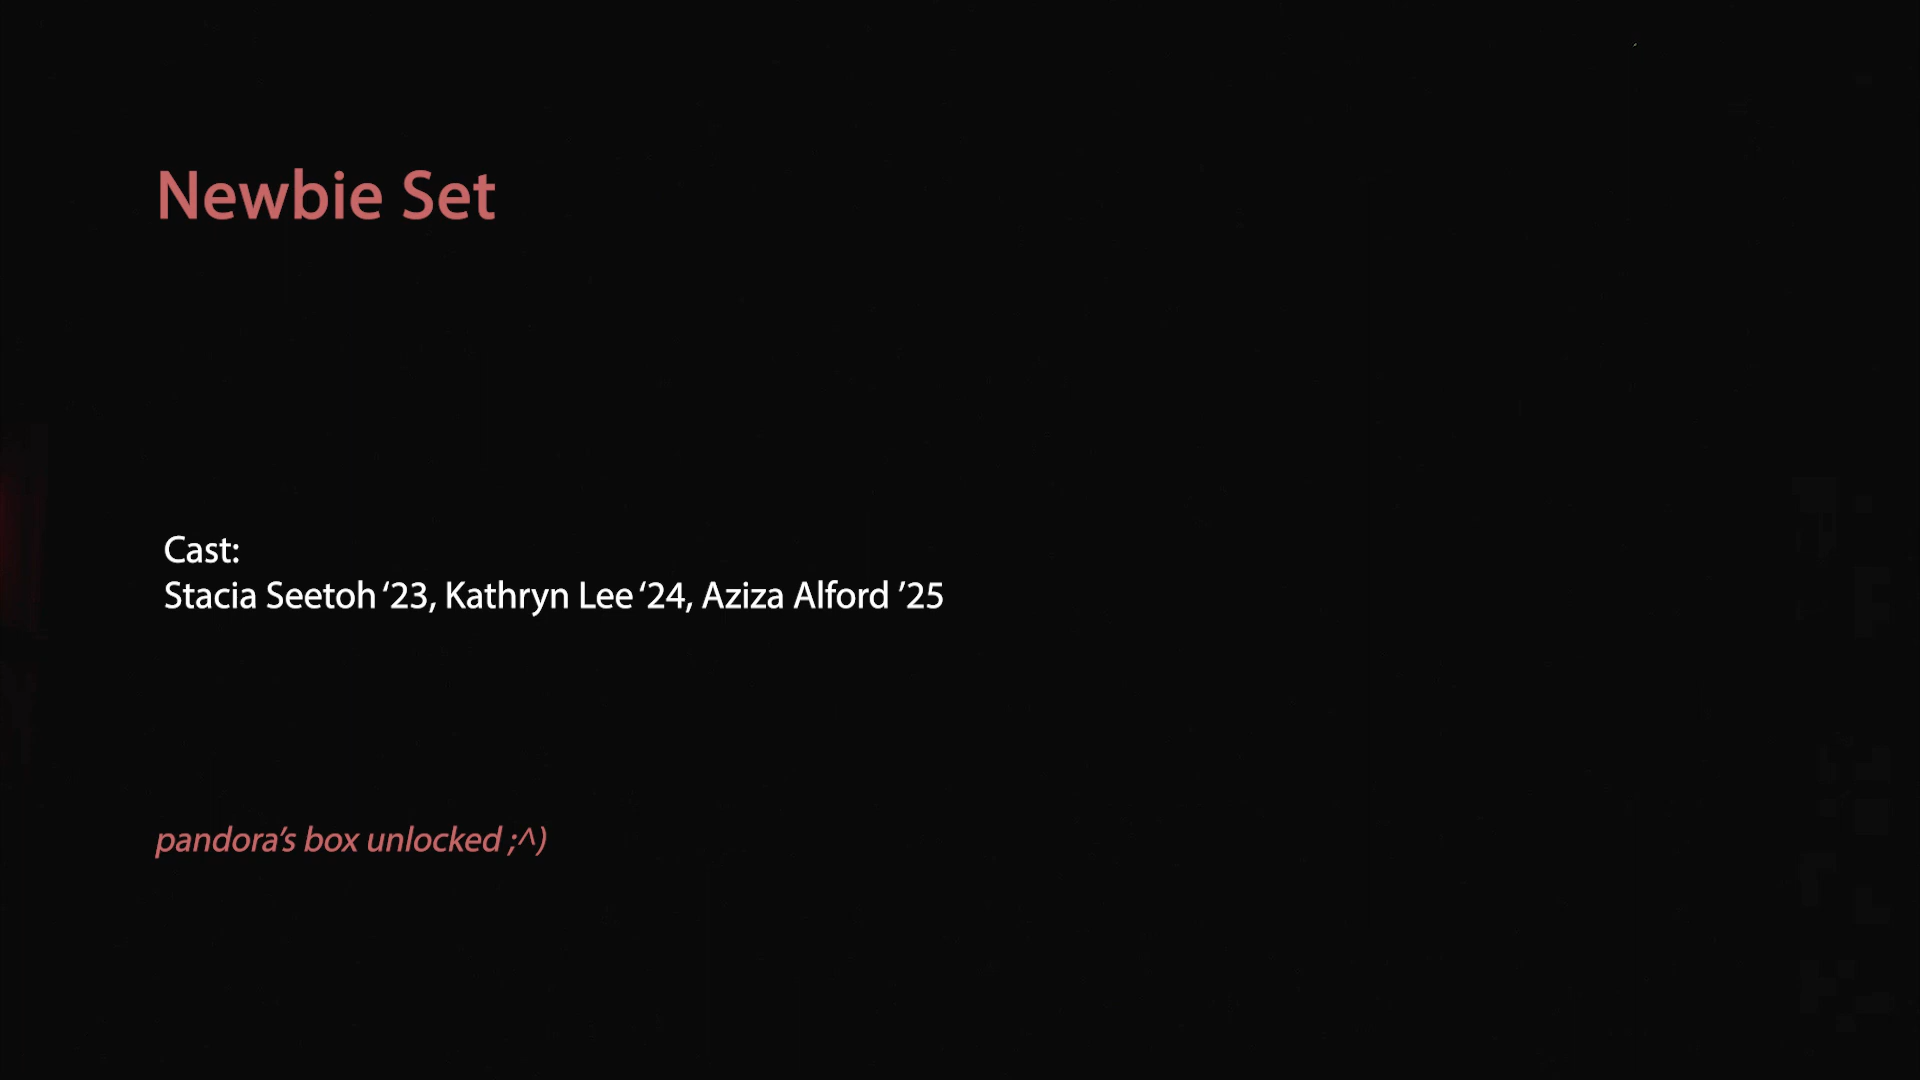 Newbie Set
Cast:
Stacia Seetoh ‘23, Kathryn Lee ‘24, Aziza Alford ’25
pandora’s box unlocked ;^)